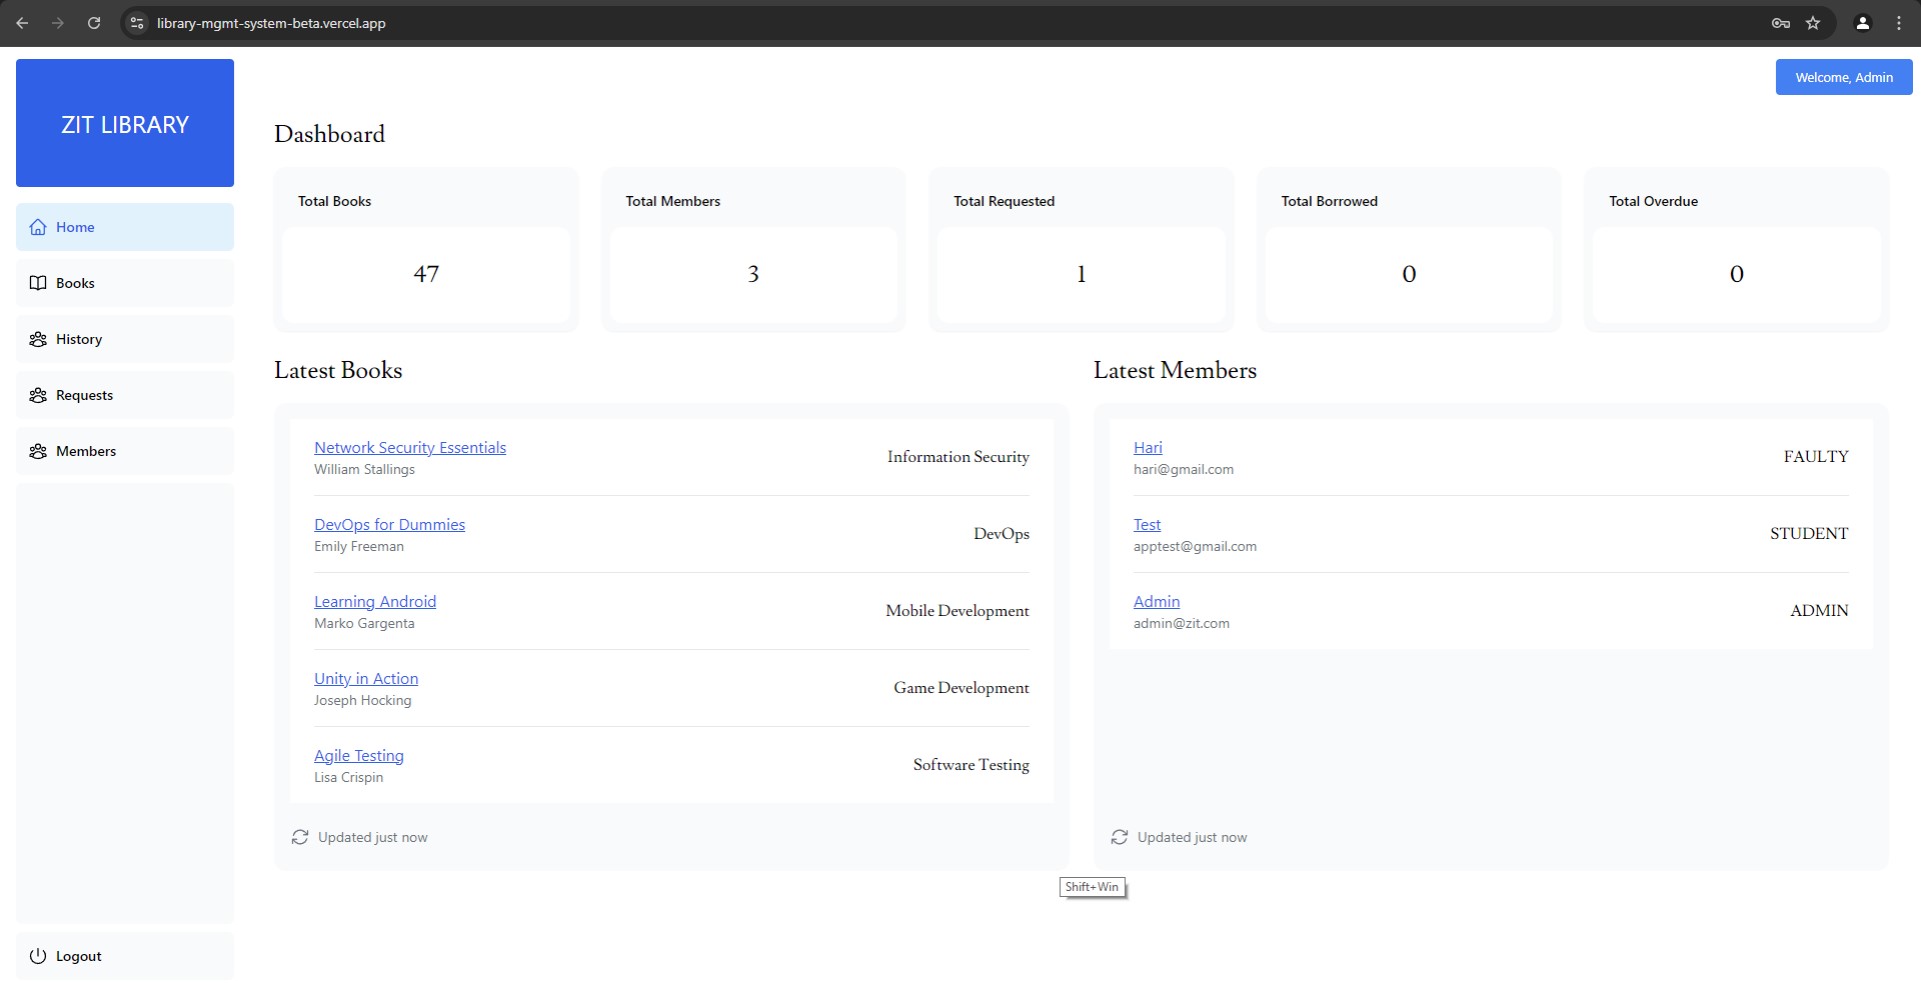 library-mgmt-system-beta.vercel.app
ZIT LIBRARY
Welcome, Admin
Home
Books
History
Requests
Members
Logout
Dashboard
Total Books
47
Total Members
3
Total Requested
1
Total Borrowed
0
Total Overdue
0
Latest Books
Network Security Essentials
William Stallings
Information Security
DevOps for Dummies
Emily Freeman
DevOps
Learning Android
Marko Gargenta
Mobile Development
Unity in Action
Joseph Hocking
Game Development
Agile Testing
Lisa Crispin
Software Testing
Updated just now
Latest Members
Hari
hari@gmail.com
FAULTY
Test
apptest@gmail.com
STUDENT
Admin
admin@zit.com
ADMIN
Updated just now
Shift+Win